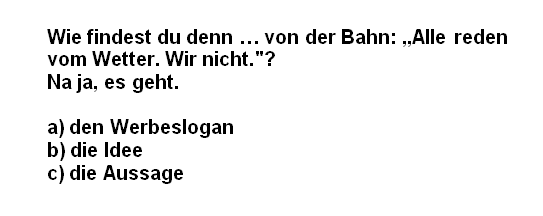 Wie findest du denn … von der Bahn: „Alle reden
vom Wetter. Wir nicht."?
Na ja, es geht.
a) den Werbeslogan
b) die Idee
c) die Aussage